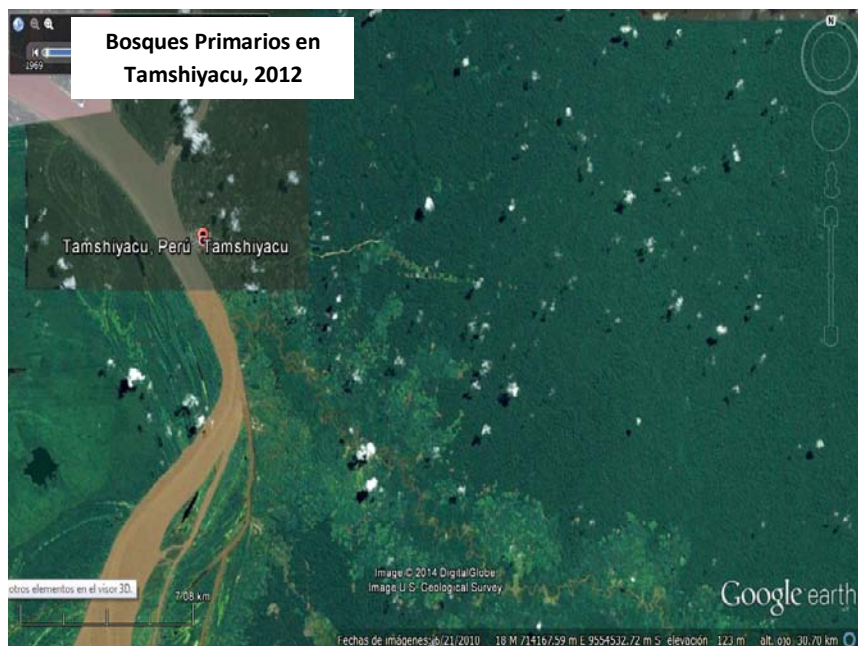 Bosques Primarios en
Tamshiyacu, 2012
1969
N
Tamshiyacu, Perú Tamshiyacu
Image © 2014 DigitalGlobe
Image U.S. Geological Survey
Google earth
otros elementos en el visor 3D.
7.08 km
Fechas de imágenes: 6/21/2010 18 M 714167.59 m E 9554532.72 m S elevación 123 m alt. ojo 30.70 km